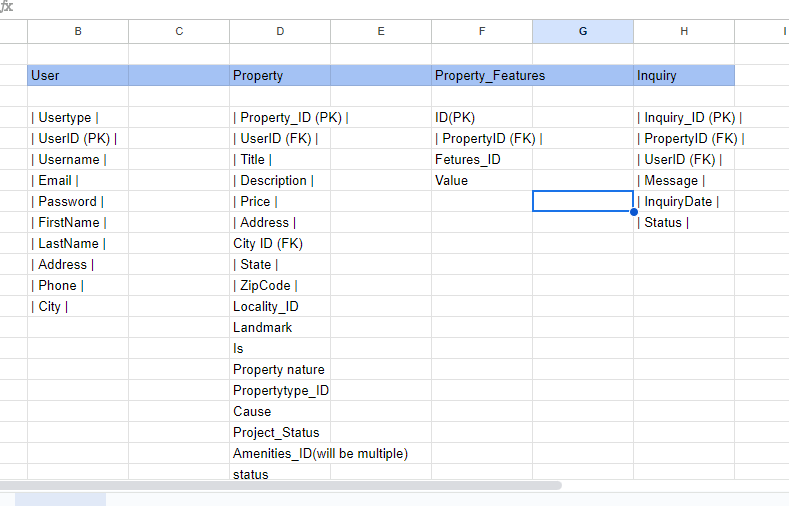 fx
B C D E F G H I
User Property Property_Features Inquiry
| Usertype | | Property_ID (PK) | ID(PK) | Inquiry_ID (PK) |
| UserID (PK) | | UserID (FK) | | PropertyID (FK) | | PropertyID (FK) |
| Username | | Title | Fetures_ID | UserID (FK) |
| Email | | Description | Value | Message |
| Password | | Price | | InquiryDate |
| FirstName | | Address | | Status |
| LastName | City ID (FK)
| Address | | State |
| Phone | | ZipCode |
| City | Locality_ID
Landmark
Is
Property nature
Propertytype_ID
Cause
Project_Status
Amenities_ID(will be multiple)
status